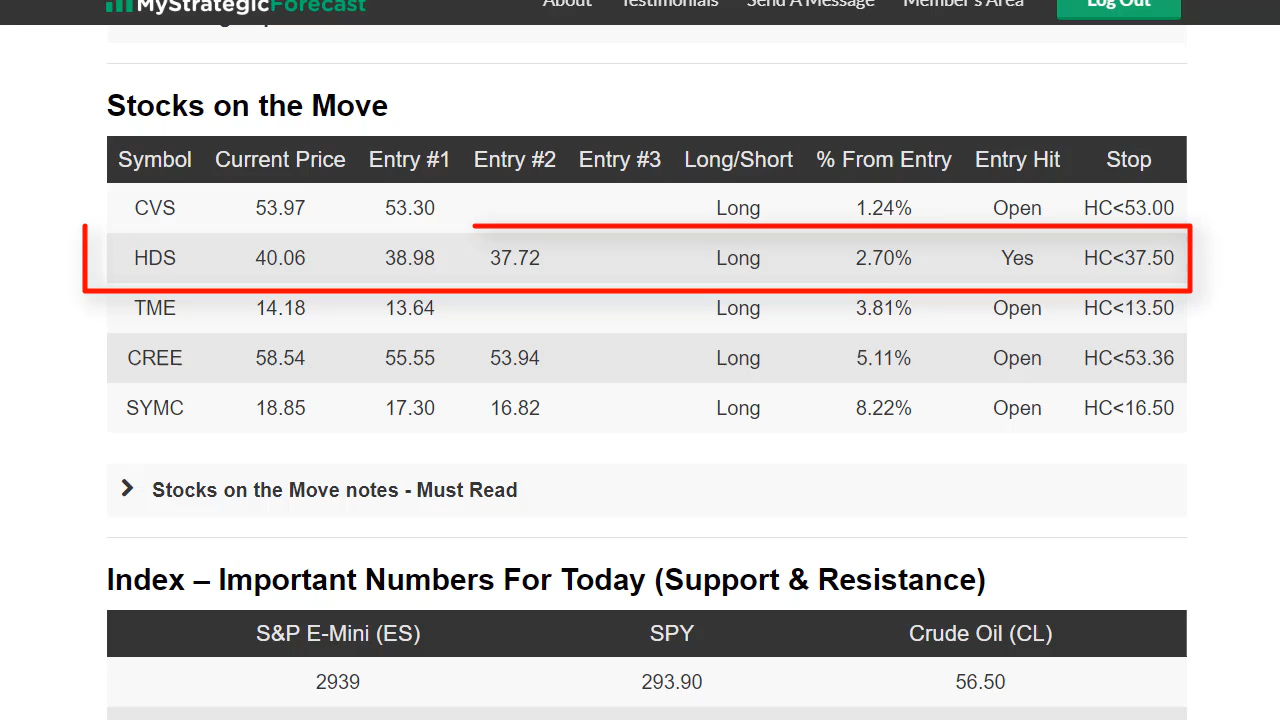 MyStrategicForecast About Testimonials Send A Message Member's Area Log Out
Stocks on the Move
Symbol Current Price Entry #1 Entry #2 Entry #3 Long/Short % From Entry Entry Hit Stop
CVS 53.97 53.30 Long 1.24% Open HC<53.00
HDS 40.06 38.98 37.72 Long 2.70% Yes HC<37.50
TME 14.18 13.64 Long 3.81% Open HC<13.50
CREE 58.54 55.55 53.94 Long 5.11% Open HC<53.36
SYMC 18.85 17.30 16.82 Long 8.22% Open HC<16.50
Stocks on the Move notes - Must Read
Index – Important Numbers For Today (Support & Resistance)
S&P E-Mini (ES) SPY Crude Oil (CL)
2939 293.90 56.50